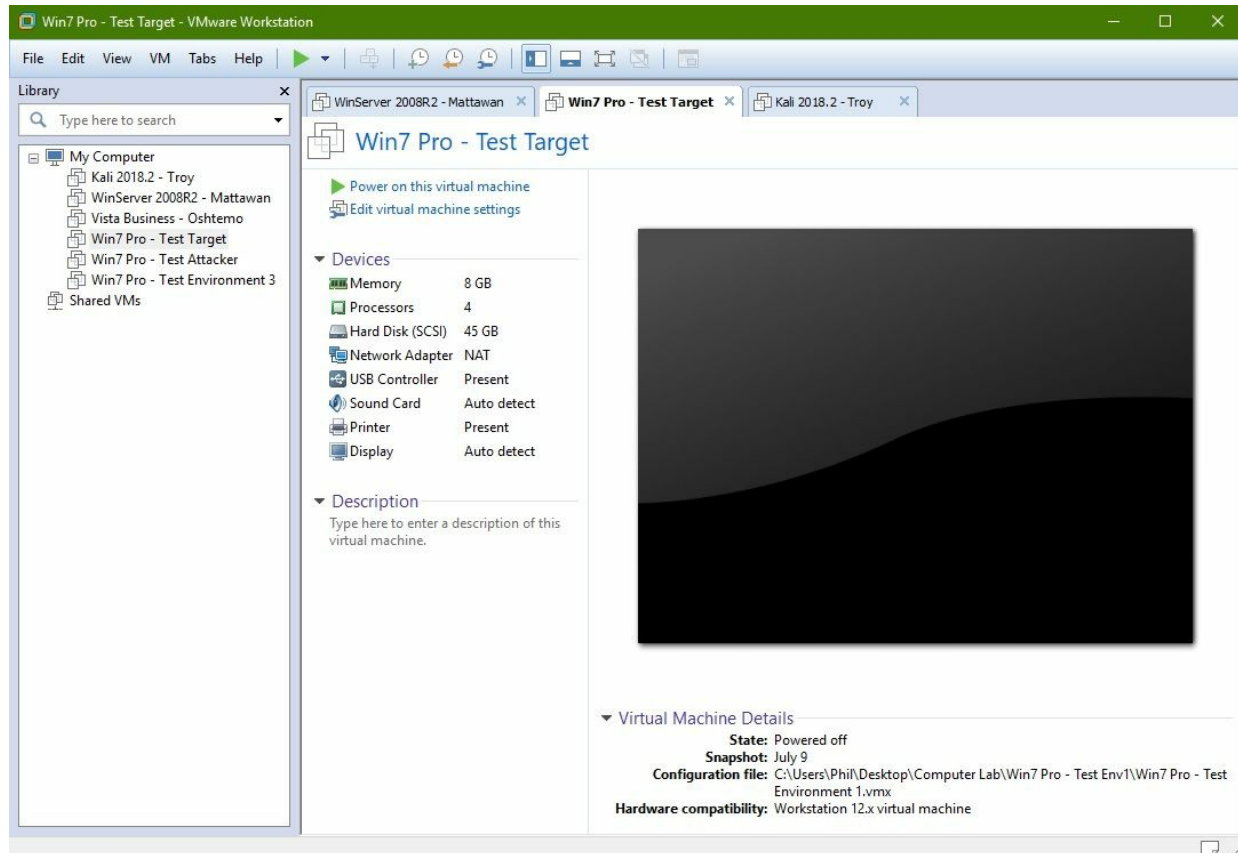 Win7 Pro - Test Target - VMware Workstation
File Edit View VM Tabs Help
Library
Type here to search
My Computer
Kali 2018.2 - Troy
WinServer 2008R2 - Mattawan
Vista Business - Oshtemo
Win7 Pro - Test Target
Win7 Pro - Test Attacker
Win7 Pro - Test Environment 3
Shared VMs
WinServer 2008R2 - Mattawan
Win7 Pro - Test Target
Kali 2018.2 - Troy
Win7 Pro - Test Target
Power on this virtual machine
Edit virtual machine settings
Devices
Memory 8 GB
Processors 4
Hard Disk (SCSI) 45 GB
Network Adapter NAT
USB Controller Present
Sound Card Auto detect
Printer Present
Display Auto detect
Description
Type here to enter a description of this
virtual machine.
Virtual Machine Details
State: Powered off
Snapshot: July 9
Configuration file: C:\Users\Phil\Desktop\Computer Lab\Win7 Pro - Test Env1\Win7 Pro - Test
Environment 1.vmx
Hardware compatibility: Workstation 12.x virtual machine